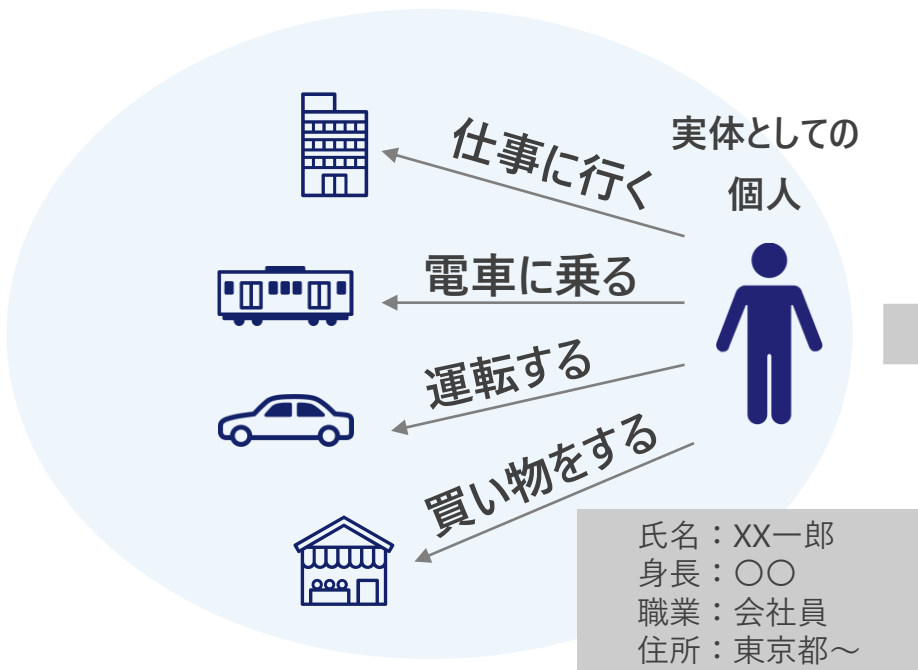 実体としての
個人
仕事に行く
電車に乗る
運転する
買い物をする
氏名：XX一郎
身長：〇〇
職業：会社員
住所：東京都～